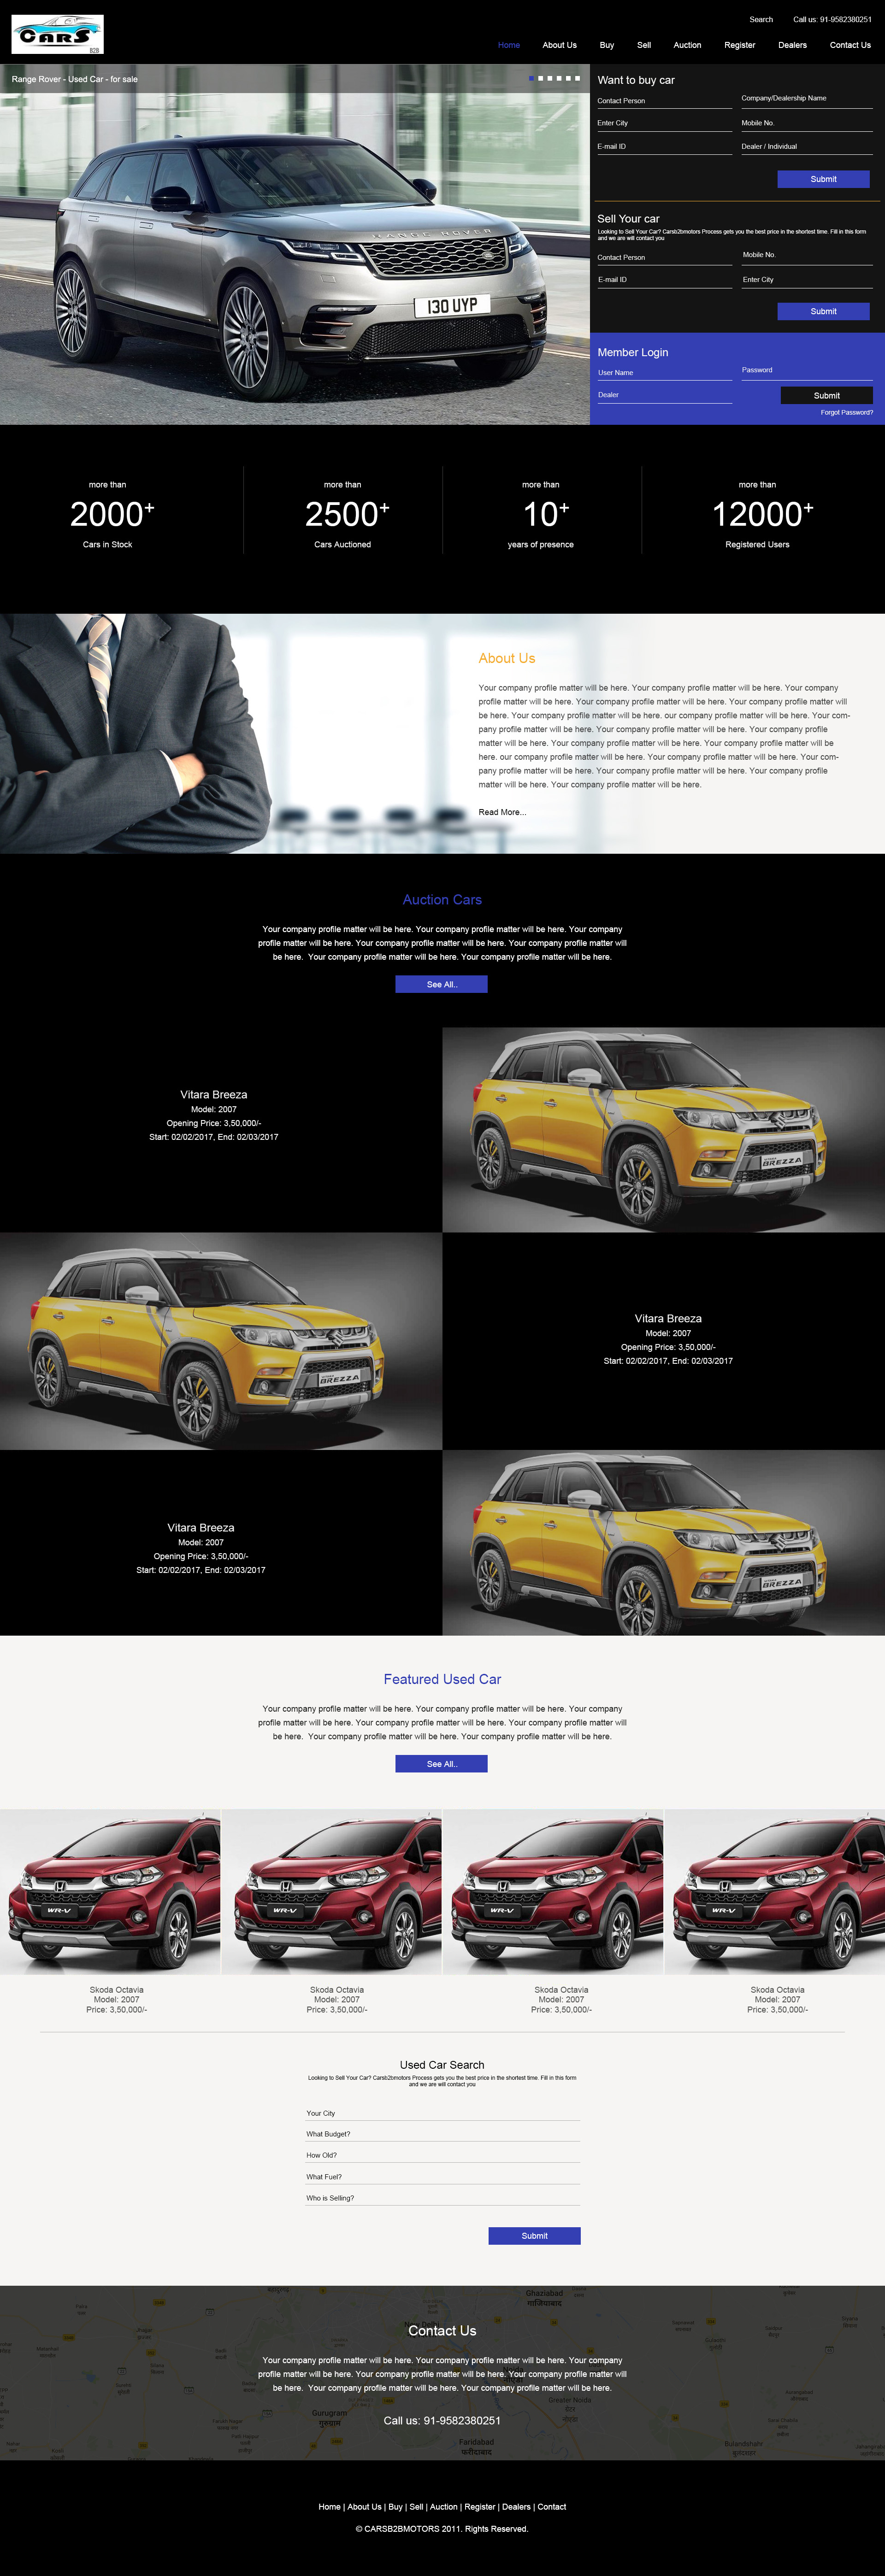 CARS
B2B
Search Call us: 91-9582380251
Home About Us Buy Sell Auction Register Dealers Contact Us
Range Rover - Used Car - for sale
RANGE ROVER
130 UYP
Want to buy car
Contact Person Company/Dealership Name
Enter City Mobile No.
E-mail ID Dealer / Individual
Submit
Sell Your car
Looking to Sell Your Car? Carsb2bmotors Process gets you the best price in the shortest time. Fill in this form
and we are will contact you
Contact Person Mobile No.
E-mail ID Enter City
Submit
Member Login
User Name Password
Dealer Submit
Forgot Password?
more than more than more than more than
2000+ 2500+ 10+ 12000+
Cars in Stock Cars Auctioned years of presence Registered Users
About Us
Your company profile matter will be here. Your company profile matter will be here. Your company
profile matter will be here. Your company profile matter will be here. Your company profile matter will
be here. Your company profile matter will be here. our company profile matter will be here. Your com-
pany profile matter will be here. Your company profile matter will be here. Your company profile
matter will be here. Your company profile matter will be here. Your company profile matter will be
here. our company profile matter will be here. Your company profile matter will be here. Your com-
pany profile matter will be here. Your company profile matter will be here. Your company profile
matter will be here. Your company profile matter will be here.
Read More...
Auction Cars
Your company profile matter will be here. Your company profile matter will be here. Your company
profile matter will be here. Your company profile matter will be here. Your company profile matter will
be here. Your company profile matter will be here. Your company profile matter will be here.
See All..
Vitara Breeza
Model: 2007
Opening Price: 3,50,000/-
Start: 02/02/2017, End: 02/03/2017
BREZZA
BREZZA
Vitara Breeza
Model: 2007
Opening Price: 3,50,000/-
Start: 02/02/2017, End: 02/03/2017
Vitara Breeza
Model: 2007
Opening Price: 3,50,000/-
Start: 02/02/2017, End: 02/03/2017
BREZZA
Featured Used Car
Your company profile matter will be here. Your company profile matter will be here. Your company
profile matter will be here. Your company profile matter will be here. Your company profile matter will
be here. Your company profile matter will be here. Your company profile matter will be here.
See All..
WR-V WR-V WR-V WR-V
Skoda Octavia Skoda Octavia Skoda Octavia Skoda Octavia
Model: 2007 Model: 2007 Model: 2007 Model: 2007
Price: 3,50,000/- Price: 3,50,000/- Price: 3,50,000/- Price: 3,50,000/-
Used Car Search
Looking to Sell Your Car? Carsb2bmotors Process gets you the best price in the shortest time. Fill in this form
and we are will contact you
Your City
What Budget?
How Old?
What Fuel?
Who is Selling?
Submit
Ghaziabad
गाज़ियाबाद
Contact Us
Your company profile matter will be here. Your company profile matter will be here. Your company
profile matter will be here. Your company profile matter will be here. Your company profile matter will
be here. Your company profile matter will be here. Your company profile matter will be here.
Noida
Greater Noida
Gurugram
गुरुग्राम
Call us: 91-9582380251
Faridabad
फरीदाबाद
Bulandshahr
Home | About Us | Buy | Sell | Auction | Register | Dealers | Contact
© CARSB2BMOTORS 2011. Rights Reserved.